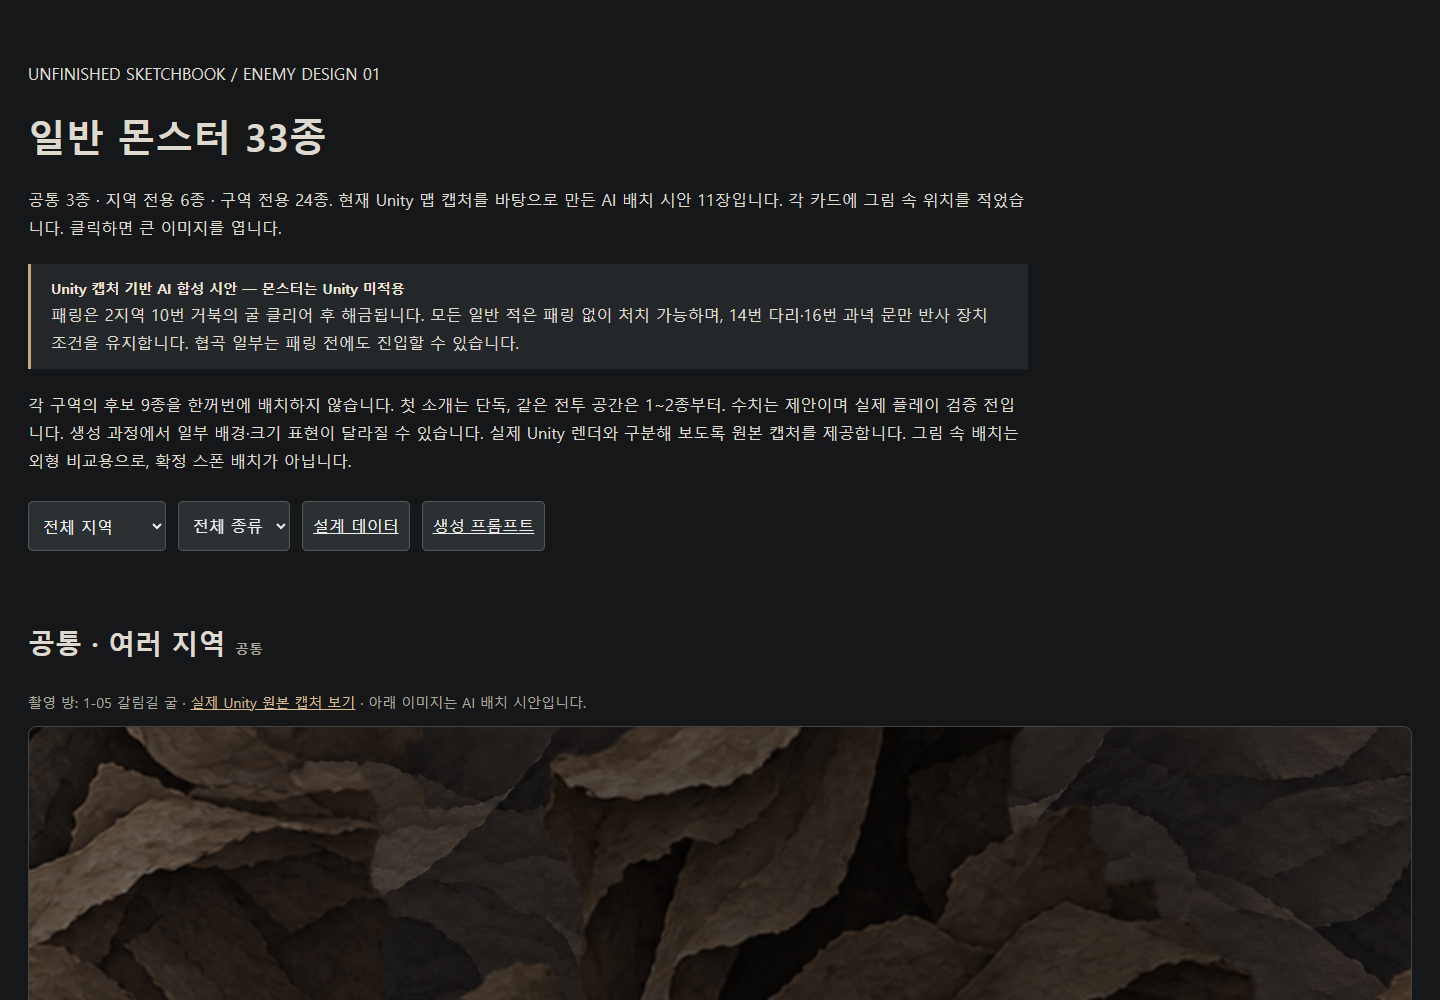 UNFINISHED SKETCHBOOK / ENEMY DESIGN 01
일반 몬스터 33종
공통 3종 · 지역 전용 6종 · 구역 전용 24종. 현재 Unity 맵 캡처를 바탕으로 만든 AI 배치 시안 11장입니다. 각 카드에 그림 속 위치를 적었습
니다. 클릭하면 큰 이미지를 엽니다.
Unity 캡처 기반 AI 합성 시안 — 몬스터는 Unity 미적용
패링은 2지역 10번 거북의 굴 클리어 후 해금됩니다. 모든 일반 적은 패링 없이 처치 가능하며, 14번 다리·16번 과녁 문만 반사 장치
조건을 유지합니다. 협곡 일부는 패링 전에도 진입할 수 있습니다.
각 구역의 후보 9종을 한꺼번에 배치하지 않습니다. 첫 소개는 단독, 같은 전투 공간은 1~2종부터. 수치는 제안이며 실제 플레이 검증 전입
니다. 생성 과정에서 일부 배경·크기 표현이 달라질 수 있습니다. 실제 Unity 렌더와 구분해 보도록 원본 캡처를 제공합니다. 그림 속 배치는
외형 비교용으로, 확정 스폰 배치가 아닙니다.
전체 지역 전체 종류 설계 데이터 생성 프롬프트
공통 · 여러 지역 공통
촬영 방: 1-05 갈림길 굴 · 실제 Unity 원본 캡처 보기 · 아래 이미지는 AI 배치 시안입니다.